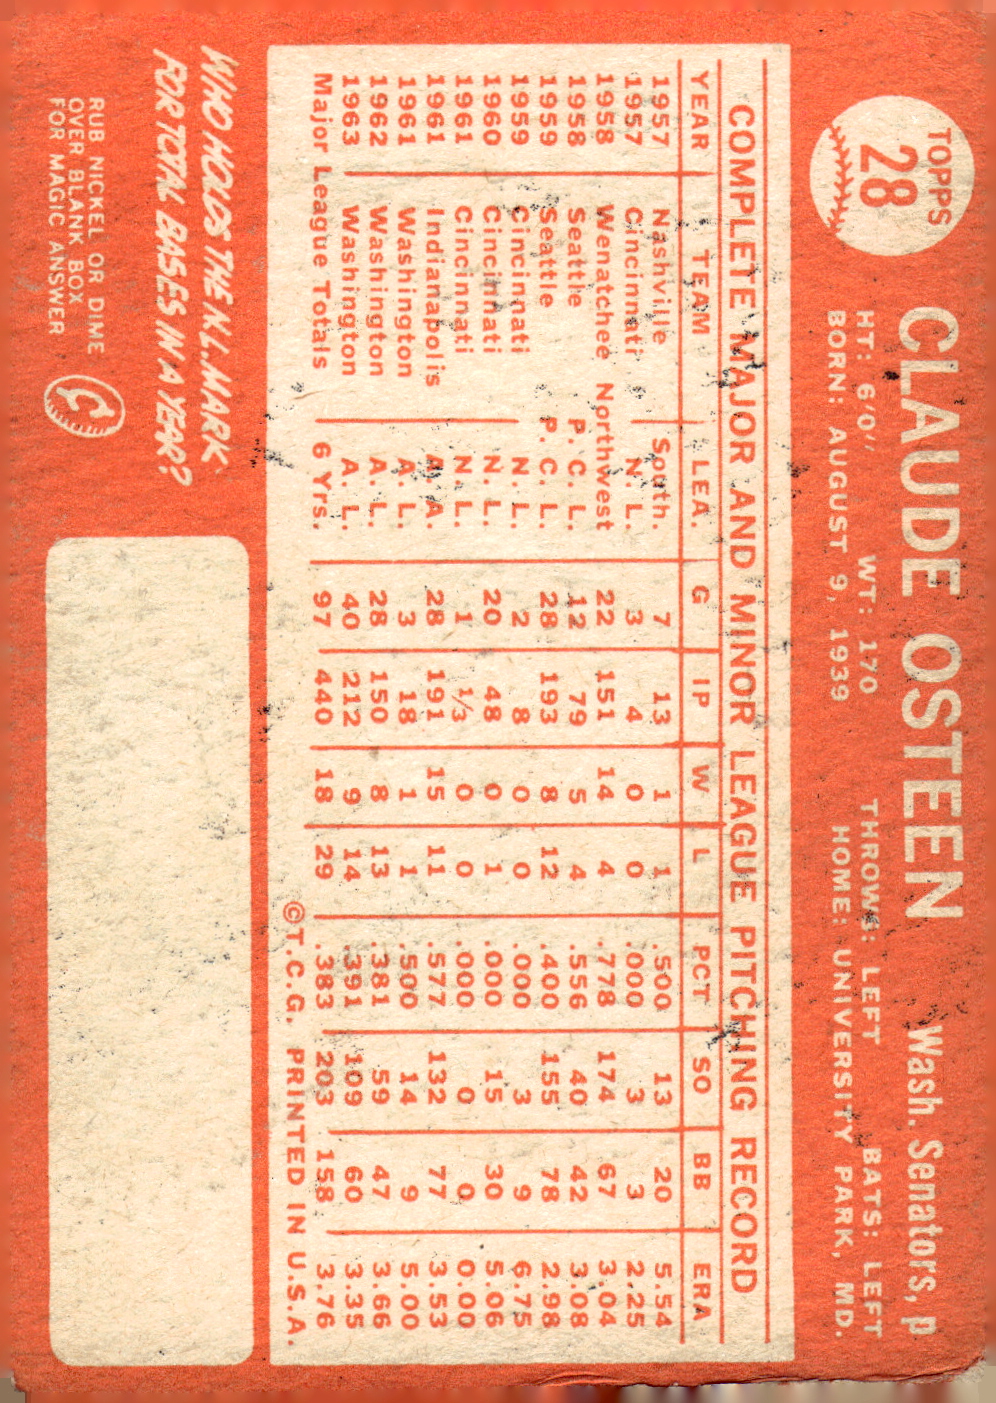 TOPPS
28
CLAUDE OSTEEN Wash. Senators, p
HT: 6'0'' WT: 170 THROWS: LEFT BATS: LEFT
BORN: AUGUST 9, 1939 HOME: UNIVERSITY PARK, MD.
COMPLETE MAJOR AND MINOR LEAGUE PITCHING RECORD
YEAR TEAM LEA. G IP W L PCT SO BB ERA
1957 Nashville South. 7 13 1 1 .500 13 20 5.54
1957 Cincinnati N. L. 3 4 0 0 .000 3 3 2.25
1958 Wenatchee Northwest 22 151 14 4 .778 174 67 3.04
1958 Seattle P. C. L. 12 79 5 4 .556 40 42 3.08
1959 Seattle P. C. L. 28 193 8 12 .400 155 78 2.98
1959 Cincinnati N. L. 2 8 0 0 .000 3 9 6.75
1960 Cincinnati N. L. 20 48 0 1 .000 15 30 5.06
1961 Cincinnati N. L. 1 1/3 0 0 .000 0 0 0.00
1961 Indianapolis A. A. 28 191 15 11 .577 132 77 3.53
1961 Washington A. L. 3 18 1 1 .500 14 9 5.00
1962 Washington A. L. 28 150 8 13 .381 59 47 3.66
1963 Washington A. L. 40 212 9 14 .391 109 60 3.35
Major League Totals 6 Yrs. 97 440 18 29 .383 203 158 3.76
©T.C.G. PRINTED IN U.S.A.
WHO HOLDS THE N.L. MARK
FOR TOTAL BASES IN A YEAR?
RUB NICKEL OR DIME
OVER BLANK BOX
FOR MAGIC ANSWER